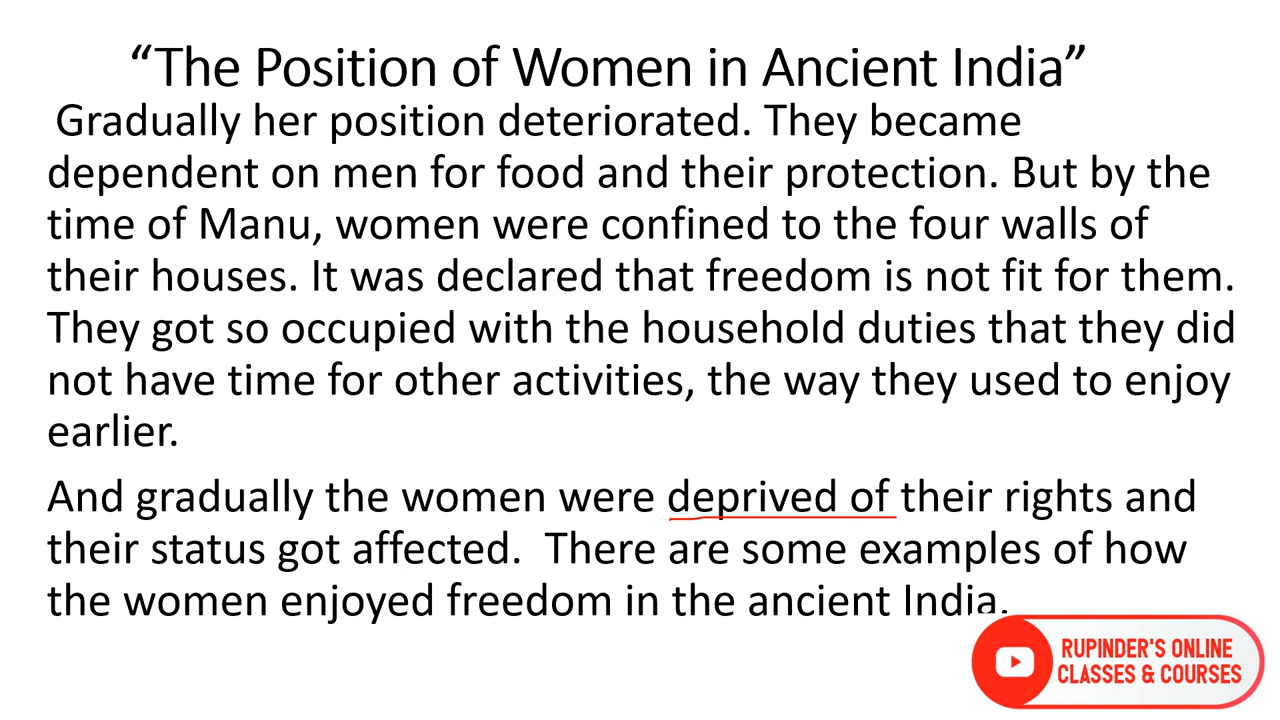 “The Position of Women in Ancient India”
Gradually her position deteriorated. They became
dependent on men for food and their protection. But by the
time of Manu, women were confined to the four walls of
their houses. It was declared that freedom is not fit for them.
They got so occupied with the household duties that they did
not have time for other activities, the way they used to enjoy
earlier.
And gradually the women were deprived of their rights and
their status got affected. There are some examples of how
the women enjoyed freedom in the ancient India.
RUPINDER'S ONLINE
CLASSES & COURSES